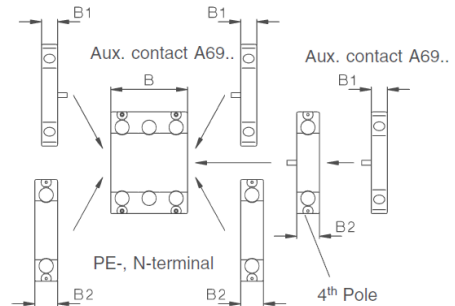 B1 B1
Aux. contact A69.. Aux. contact A69..
B B1
B2
PE-, N-terminal
B2 B2 4th Pole